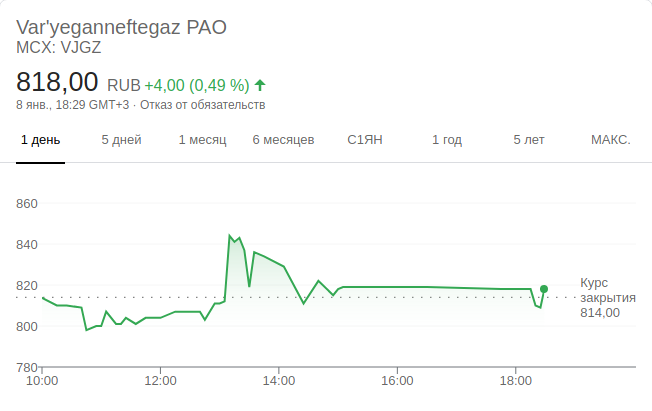 Var'yeganneftegaz PAO
MCX: VJGZ
818,00 RUB +4,00 (0,49 %)
8 янв., 18:29 GMT+3 · Отказ от обязательств
1 день 5 дней 1 месяц 6 месяцев С1ЯН 1 год 5 лет МАКС.
860
840
820
800
780
Курс
закрытия
814,00
10:00 12:00 14:00 16:00 18:00